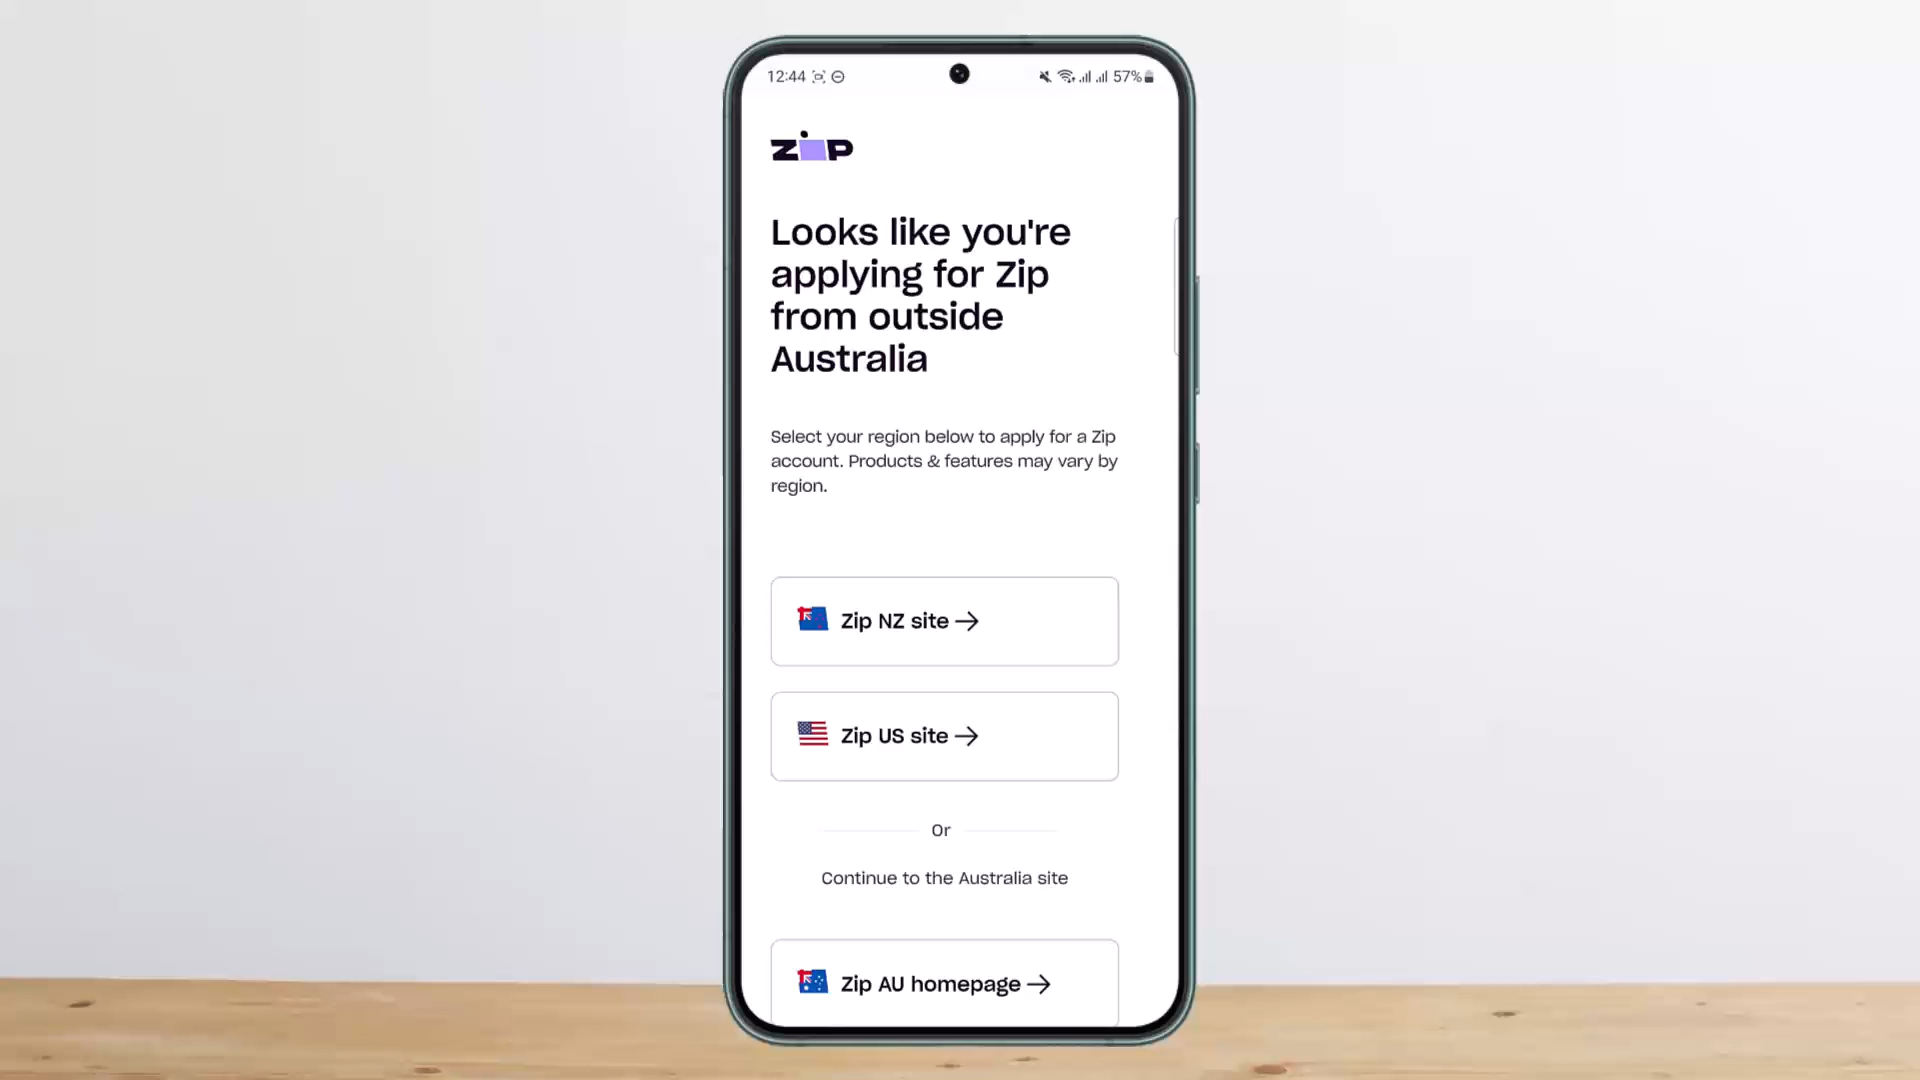 12:44
57%
zip
Looks like you're
applying for Zip
from outside
Australia
Select your region below to apply for a Zip
account. Products & features may vary by
region.
Zip NZ site →
Zip US site →
Or
Continue to the Australia site
Zip AU homepage →